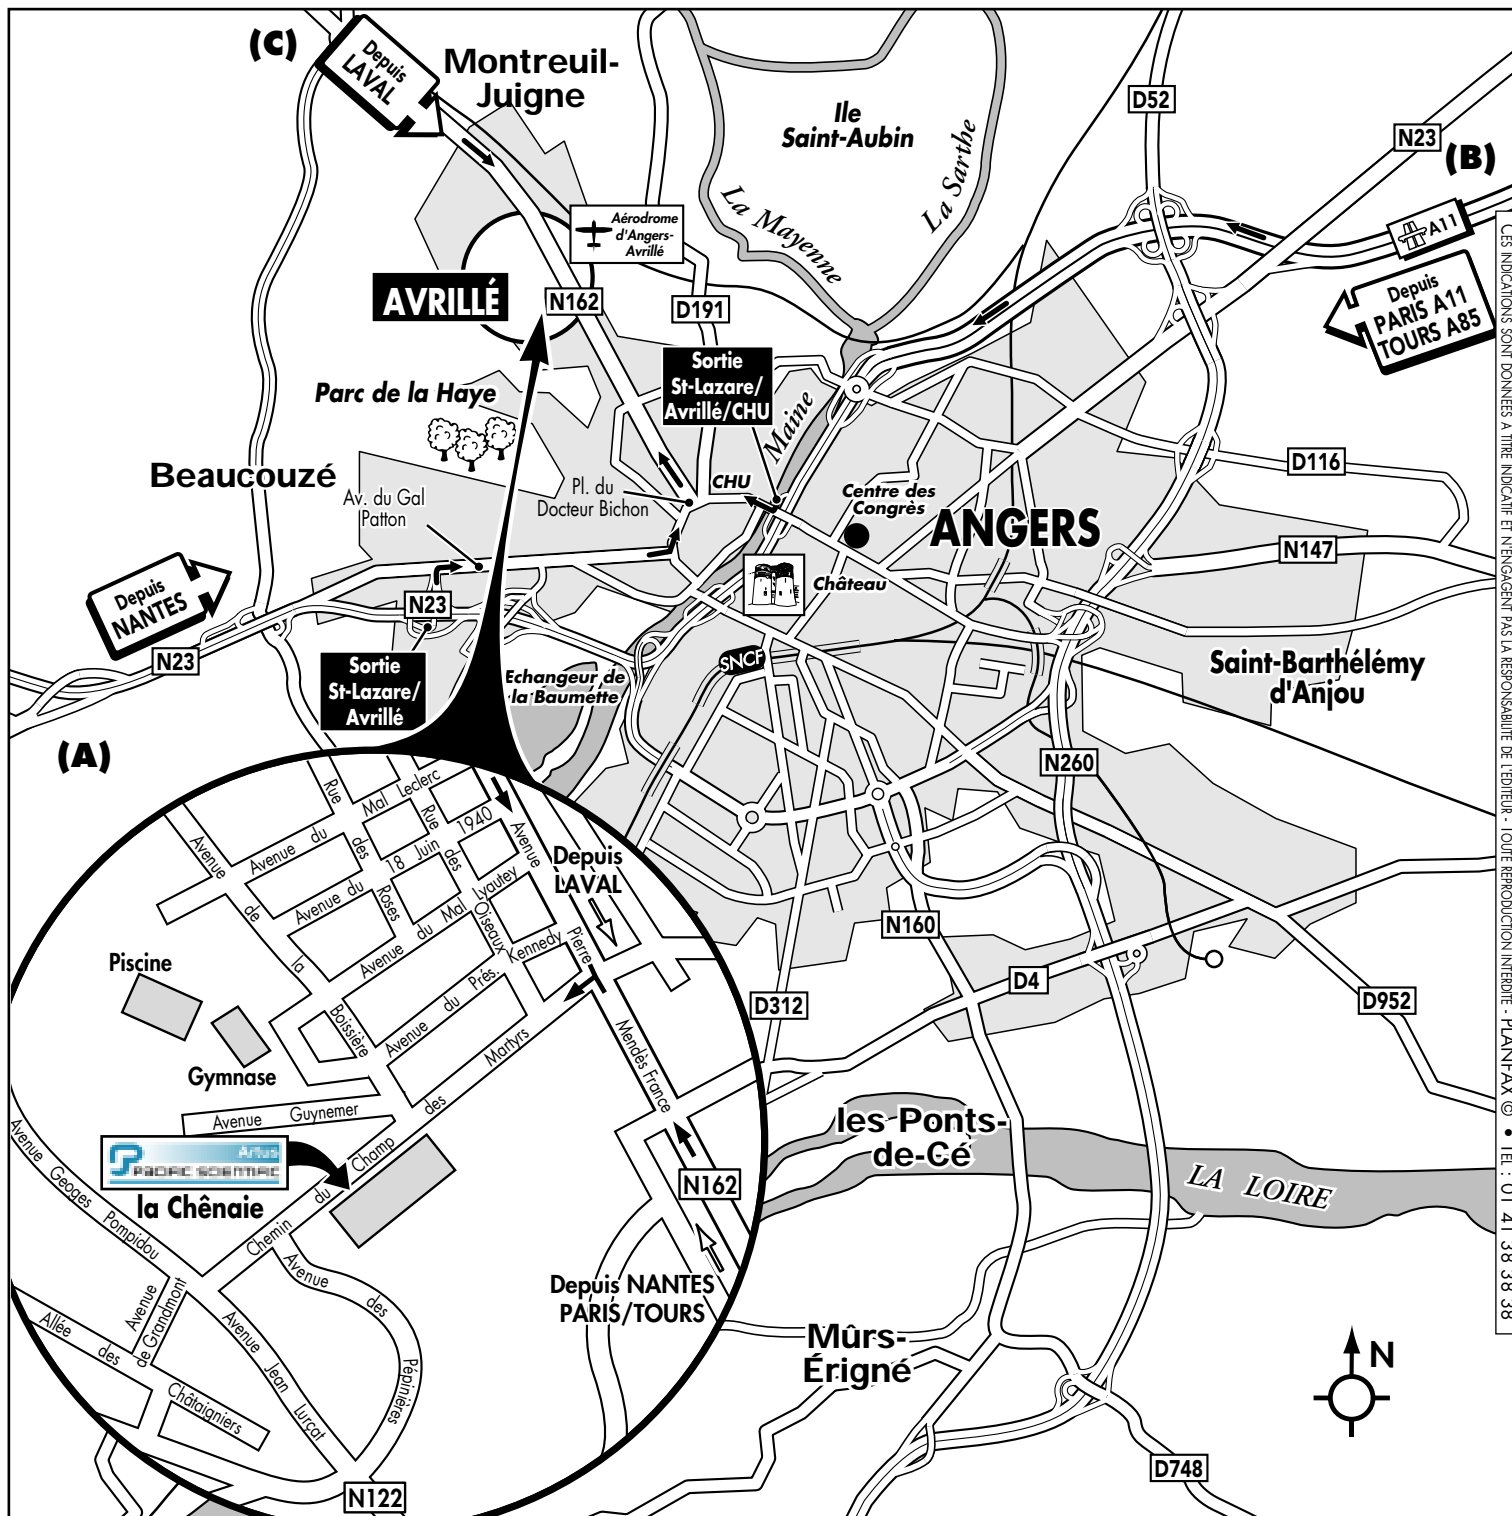 (C)
Depuis
LAVAL
Montreuil-
Juigne
Ile
Saint-Aubin
La Mayenne
La Sarthe
D52
N23
(B)
A11
Depuis
PARIS A11
TOURS A85
Aérodrome
d'Angers-
Avrillé
AVRILLÉ
N162
D191
Sortie
St-Lazare/
Avrillé/CHU
Maine
Parc de la Haye
Beaucouzé
Av. du Gal
Patton
Pl. du
Docteur Bichon
CHU
Centre des
Congrès
ANGERS
D116
N147
Château
Depuis
NANTES
N23
N23
Sortie
St-Lazare/
Avrillé
Echangeur de
la Baumette
SNCF
Saint-Barthélémy
d'Anjou
N260
(A)
N160
D4
D312
D952
les Ponts-
de-Cé
LA LOIRE
Mûrs-
Érigné
N
D748
Rue des Roses
Avenue du Mal Leclerc
Avenue du 18 Juin 1940
Rue des Oiseaux
Avenue du Mal Lyautey
Avenue du Prés. Kennedy
Avenue de la Boissière
Avenue Pierre Mendès France
Depuis
LAVAL
Piscine
Gymnase
Avenue Guynemer
Chemin du Champ des Martyrs
Artus
PACIFIC SCIENTIFIC
la Chênaie
Avenue Geoges Pompidou
Avenue
de Grandmont
Allée des Châtaigniers
Avenue Jean Lurçat
Avenue des Pépinières
N162
Depuis NANTES
PARIS/TOURS
N122
CES INDICATIONS SONT DONNEES A TITRE INDICATIF ET N'ENGAGENT PAS LA RESPONSABILITE DE L'EDITEUR - TOUTE REPRODUCTION INTERDITE - PLANFAX © • TEL : 01 41 38 38 38